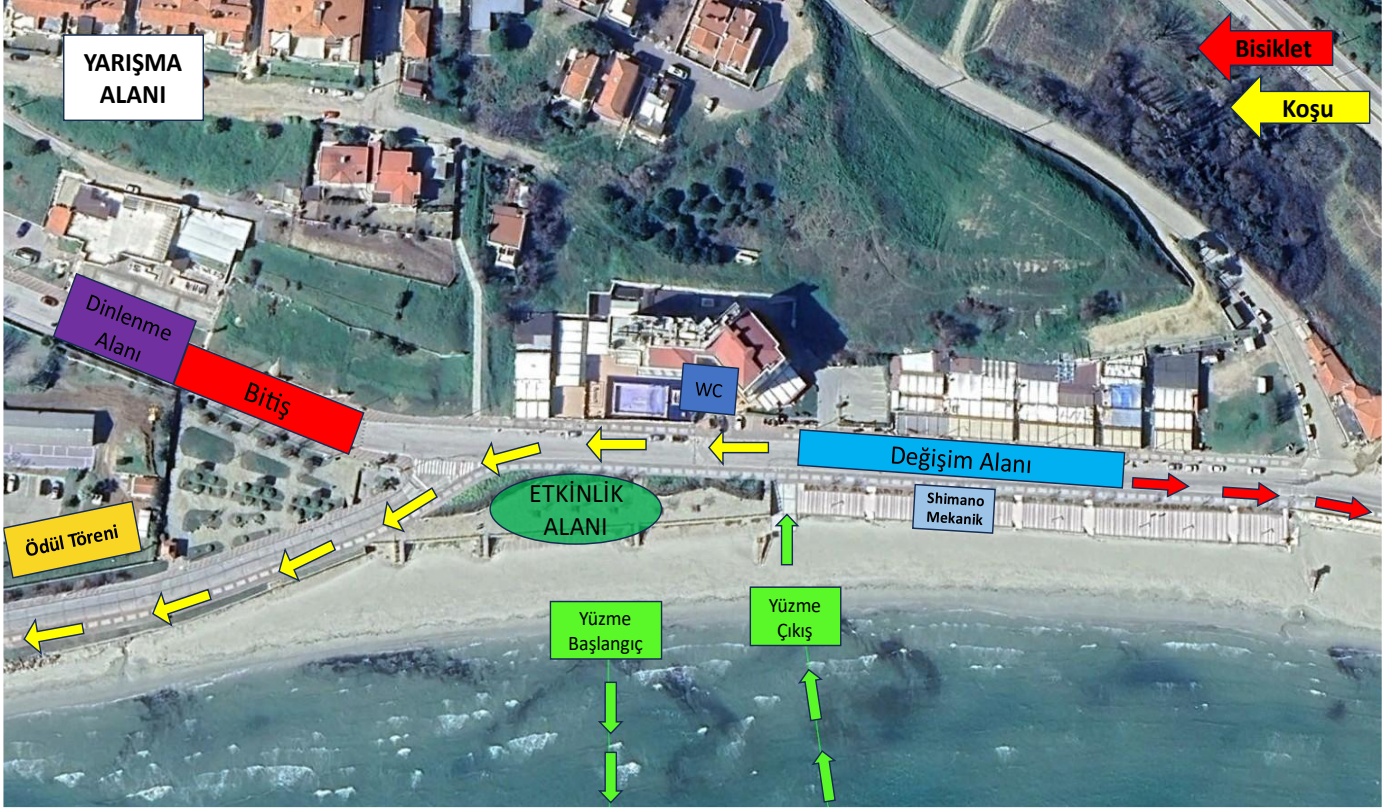 YARIŞMA
ALANI
Bisiklet
Koşu
Dinlenme
Alanı
Bitiş
WC
Değişim Alanı
ETKİNLİK
ALANI
Shimano
Mekanik
Ödül Töreni
Yüzme
Başlangıç
Yüzme
Çıkış